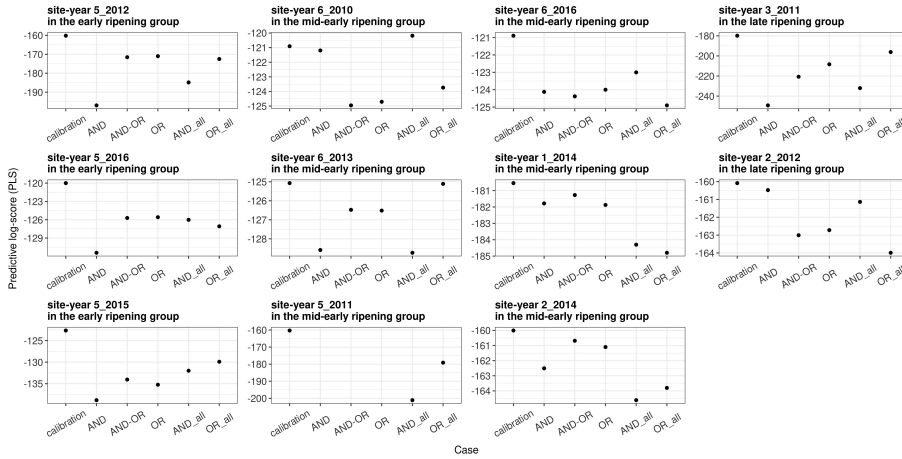 site-year 5_2012
in the early ripening group
-160
-170
-180
-190
calibration
AND
AND-OR
OR
AND_all
OR_all
site-year 6_2010
in the mid-early ripening group
-120
-121
-122
-123
-124
-125
calibration
AND
AND-OR
OR
AND_all
OR_all
site-year 6_2016
in the mid-early ripening group
-121
-122
-123
-124
-125
calibration
AND
AND-OR
OR
AND_all
OR_all
site-year 3_2011
in the late ripening group
-180
-200
-220
-240
calibration
AND
AND-OR
OR
AND_all
OR_all
site-year 5_2016
in the early ripening group
-120
-123
-126
-129
calibration
AND
AND-OR
OR
AND_all
OR_all
site-year 6_2013
in the mid-early ripening group
-125
-126
-127
-128
calibration
AND
AND-OR
OR
AND_all
OR_all
site-year 1_2014
in the mid-early ripening group
-181
-182
-183
-184
-185
calibration
AND
AND-OR
OR
AND_all
OR_all
site-year 2_2012
in the late ripening group
-160
-161
-162
-163
-164
calibration
AND
AND-OR
OR
AND_all
OR_all
site-year 5_2015
in the early ripening group
-125
-130
-135
calibration
AND
AND-OR
OR
AND_all
OR_all
site-year 5_2011
in the mid-early ripening group
-160
-170
-180
-190
-200
calibration
AND
AND-OR
OR
AND_all
OR_all
site-year 2_2014
in the mid-early ripening group
-160
-161
-162
-163
-164
calibration
AND
AND-OR
OR
AND_all
OR_all
Predictive log-score (PLS)
Case